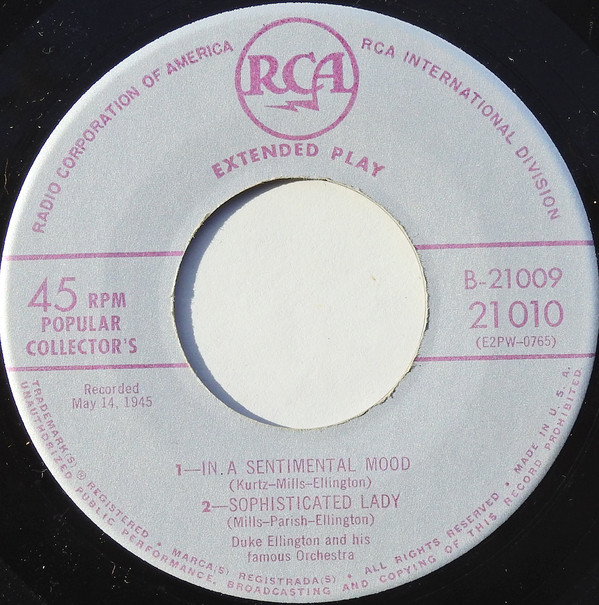 RADIO CORPORATION OF AMERICA
RCA
RCA INTERNATIONAL DIVISION
EXTENDED PLAY
45 RPM
POPULAR
COLLECTOR'S
B-21009
21010
(E2PW-0765)
Recorded
May 14, 1945
1—IN A SENTIMENTAL MOOD
(Kurtz-Mills-Ellington)
2—SOPHISTICATED LADY
(Mills-Parish-Ellington)
Duke Ellington and his
famous Orchestra
TRADEMARK(S) ® REGISTERED • MARCA(S) REGISTRADA(S) • ALL RIGHTS RESERVED • MADE IN U. S. A.
UNAUTHORIZED PUBLIC PERFORMANCE, BROADCASTING AND COPYING OF THIS RECORD PROHIBITED.